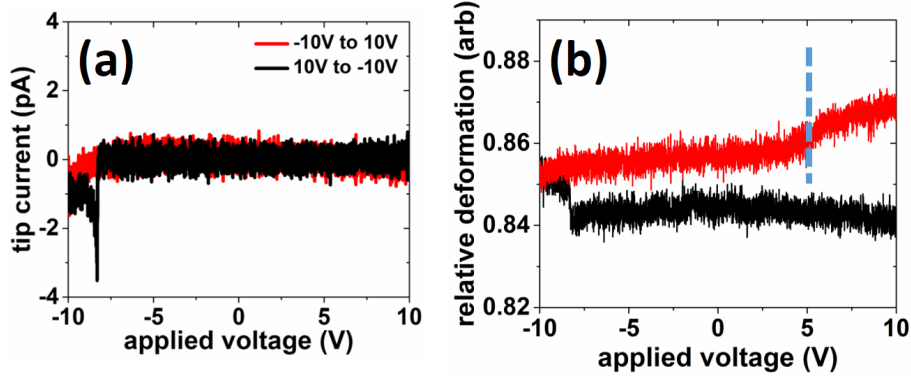 (a)
-10V to 10V
10V to -10V
4
2
0
-2
-4
tip current (pA)
-10
-5
0
5
10
applied voltage (V)
(b)
0.88
0.86
0.84
0.82
relative deformation (arb)
-10
-5
0
5
10
applied voltage (V)